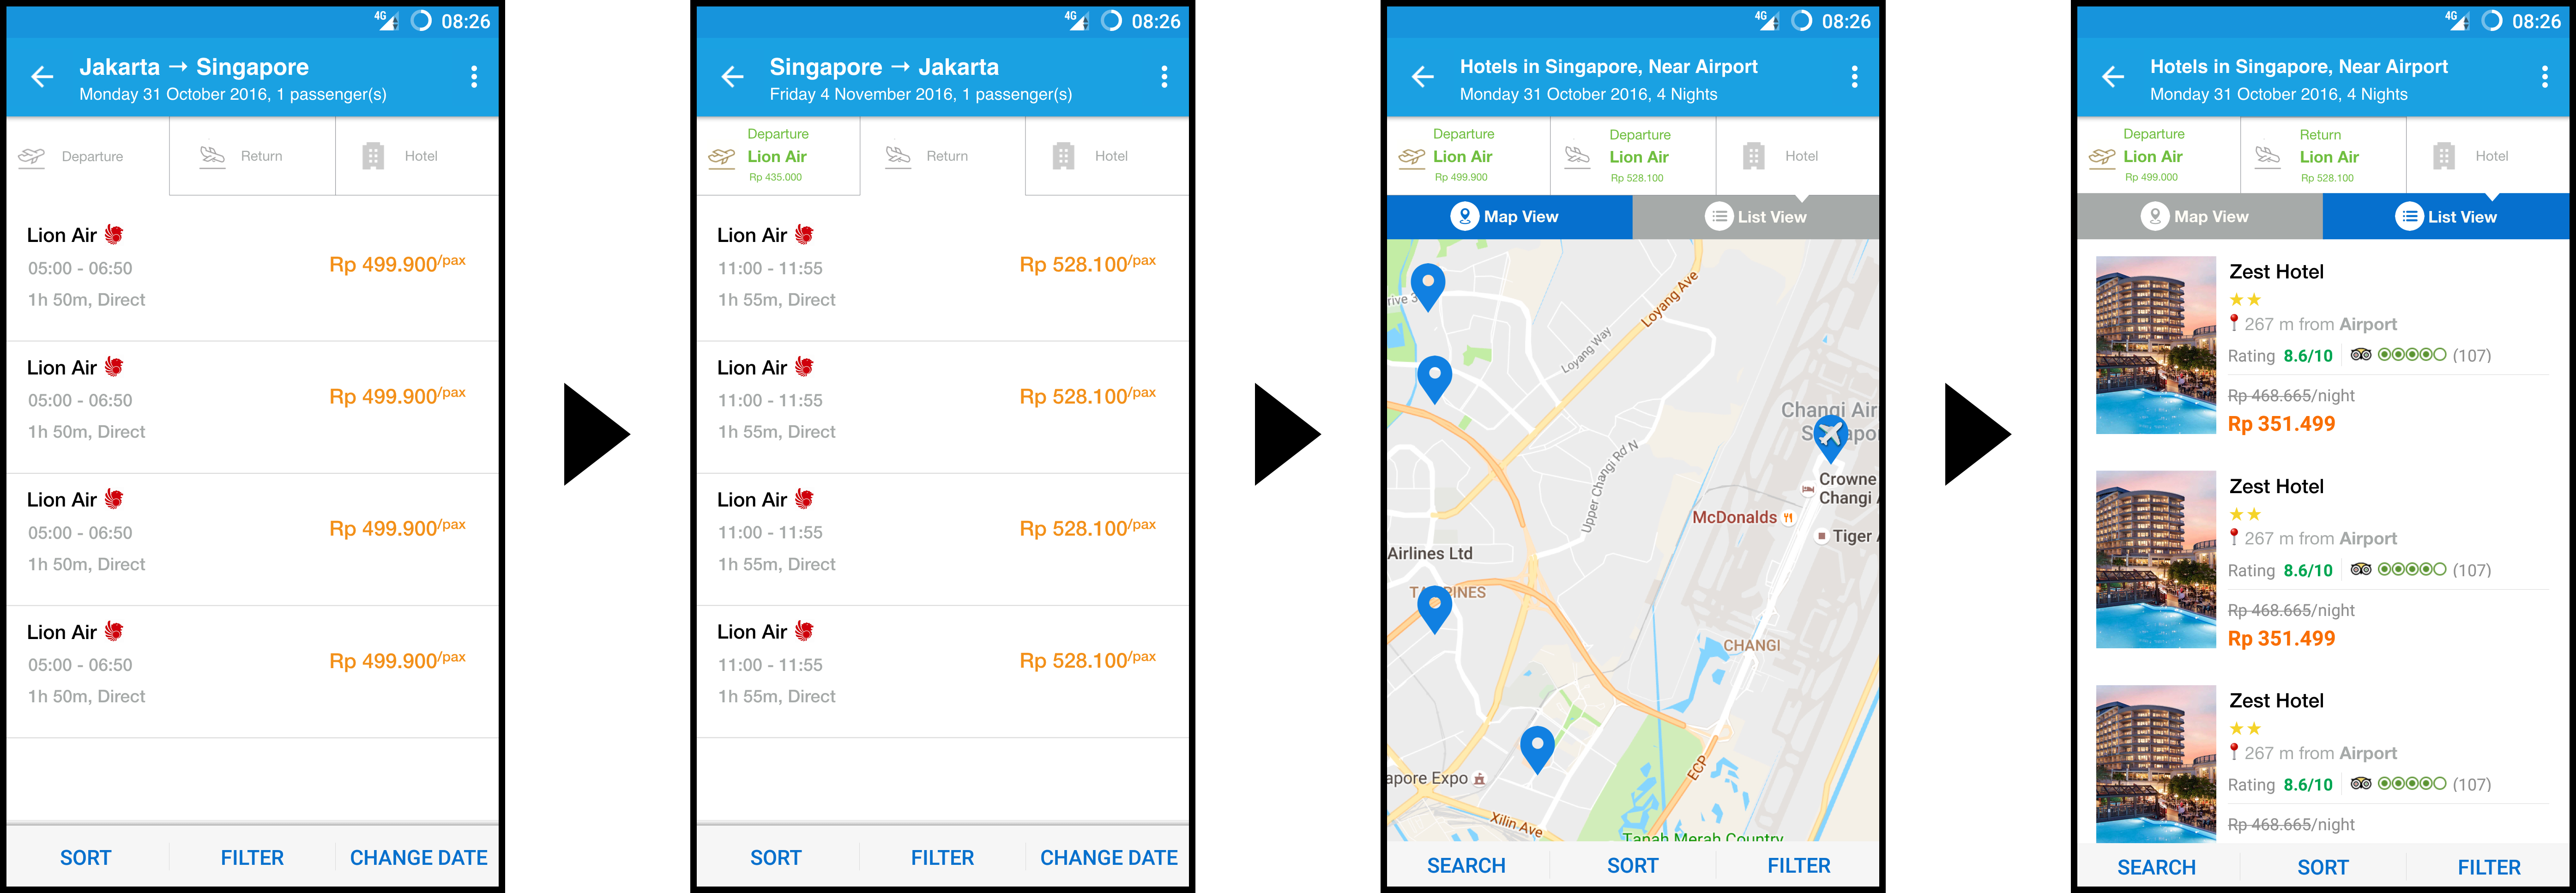 4G 08:26
Jakarta → Singapore
Monday 31 October 2016, 1 passenger(s)
Departure Return Hotel
Lion Air
05:00 - 06:50 Rp 499.900/pax
1h 50m, Direct
Lion Air
05:00 - 06:50 Rp 499.900/pax
1h 50m, Direct
Lion Air
05:00 - 06:50 Rp 499.900/pax
1h 50m, Direct
Lion Air
05:00 - 06:50 Rp 499.900/pax
1h 50m, Direct
SORT FILTER CHANGE DATE
4G 08:26
Singapore → Jakarta
Friday 4 November 2016, 1 passenger(s)
Departure
Lion Air Return Hotel
Rp 435.000
Lion Air
11:00 - 11:55 Rp 528.100/pax
1h 55m, Direct
Lion Air
11:00 - 11:55 Rp 528.100/pax
1h 55m, Direct
Lion Air
11:00 - 11:55 Rp 528.100/pax
1h 55m, Direct
Lion Air
11:00 - 11:55 Rp 528.100/pax
1h 55m, Direct
SORT FILTER CHANGE DATE
4G 08:26
Hotels in Singapore, Near Airport
Monday 31 October 2016, 4 Nights
Departure Departure
Lion Air Lion Air Hotel
Rp 499.900 Rp 528.100
Map View List View
rive 3
Loyang Ave
Loyang Way
Changi Air
Upper Changi Rd N
Crowne
Changi
McDonalds
Tiger
Airlines Ltd
CHANGI
apore Expo
ECP
Xilin Ave
Tanah Merah Country
SEARCH SORT FILTER
4G 08:26
Hotels in Singapore, Near Airport
Monday 31 October 2016, 4 Nights
Departure Return
Lion Air Lion Air Hotel
Rp 499.000 Rp 528.100
Map View List View
Zest Hotel
267 m from Airport
Rating 8.6/10 (107)
Rp 468.665/night
Rp 351.499
Zest Hotel
267 m from Airport
Rating 8.6/10 (107)
Rp 468.665/night
Rp 351.499
Zest Hotel
267 m from Airport
Rating 8.6/10 (107)
Rp 468.665/night
SEARCH SORT FILTER